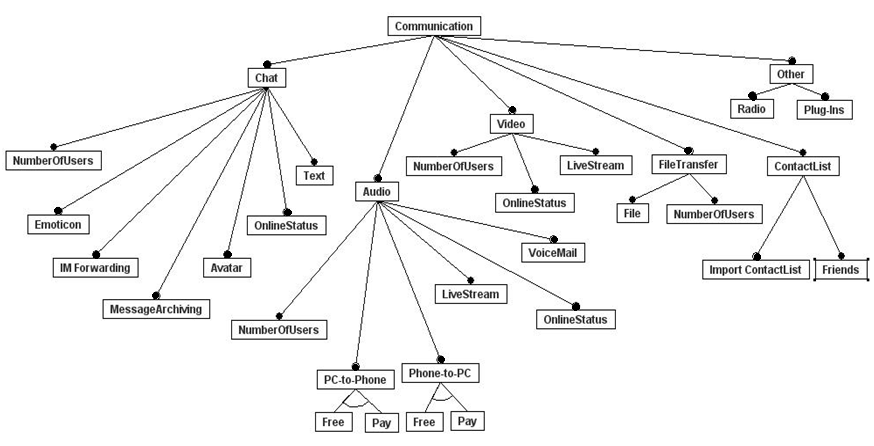 Communication
Chat
Other
Radio
Plug-Ins
Video
NumberOfUsers
NumberOfUsers
LiveStream
FileTransfer
ContactList
Text
Audio
OnlineStatus
File
NumberOfUsers
Emoticon
OnlineStatus
VoiceMail
IM Forwarding
Avatar
Import ContactList
Friends
LiveStream
MessageArchiving
OnlineStatus
NumberOfUsers
PC-to-Phone
Phone-to-PC
Free
Pay
Free
Pay